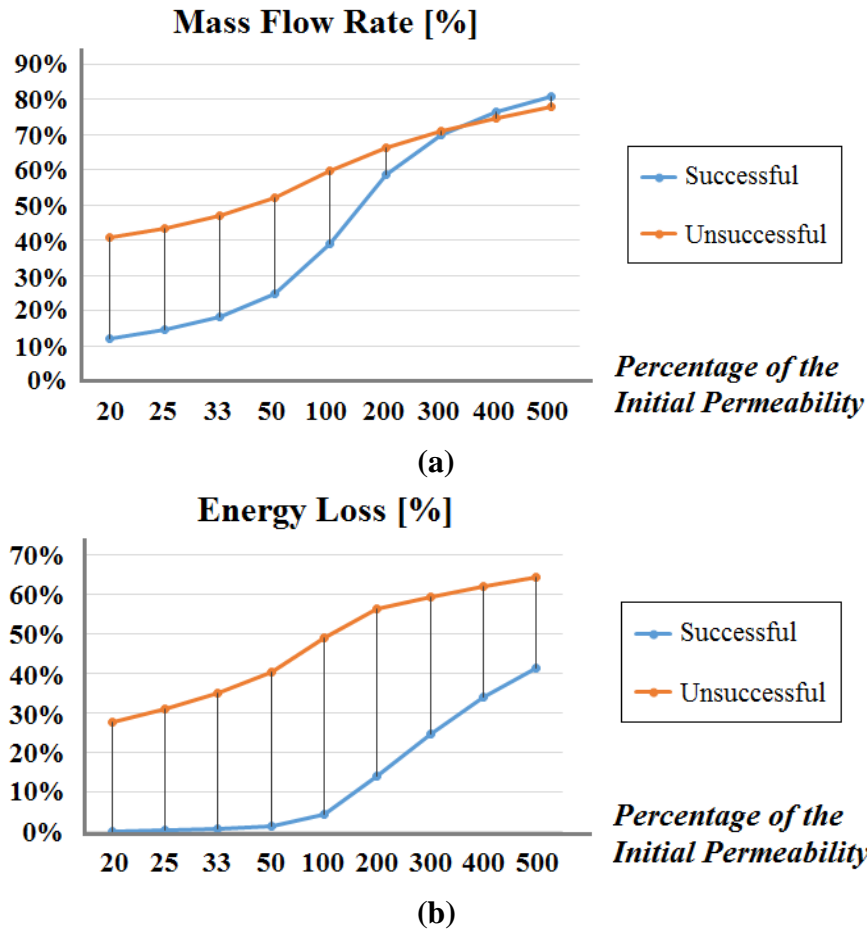 Mass Flow Rate [%]
90%
80%
70%
60%
50%
40%
30%
20%
10%
0%
20 25 33 50 100 200 300 400 500
Successful
Unsuccessful
Percentage of the
Initial Permeability
(a)
Energy Loss [%]
70%
60%
50%
40%
30%
20%
10%
0%
20 25 33 50 100 200 300 400 500
Successful
Unsuccessful
Percentage of the
Initial Permeability
(b)